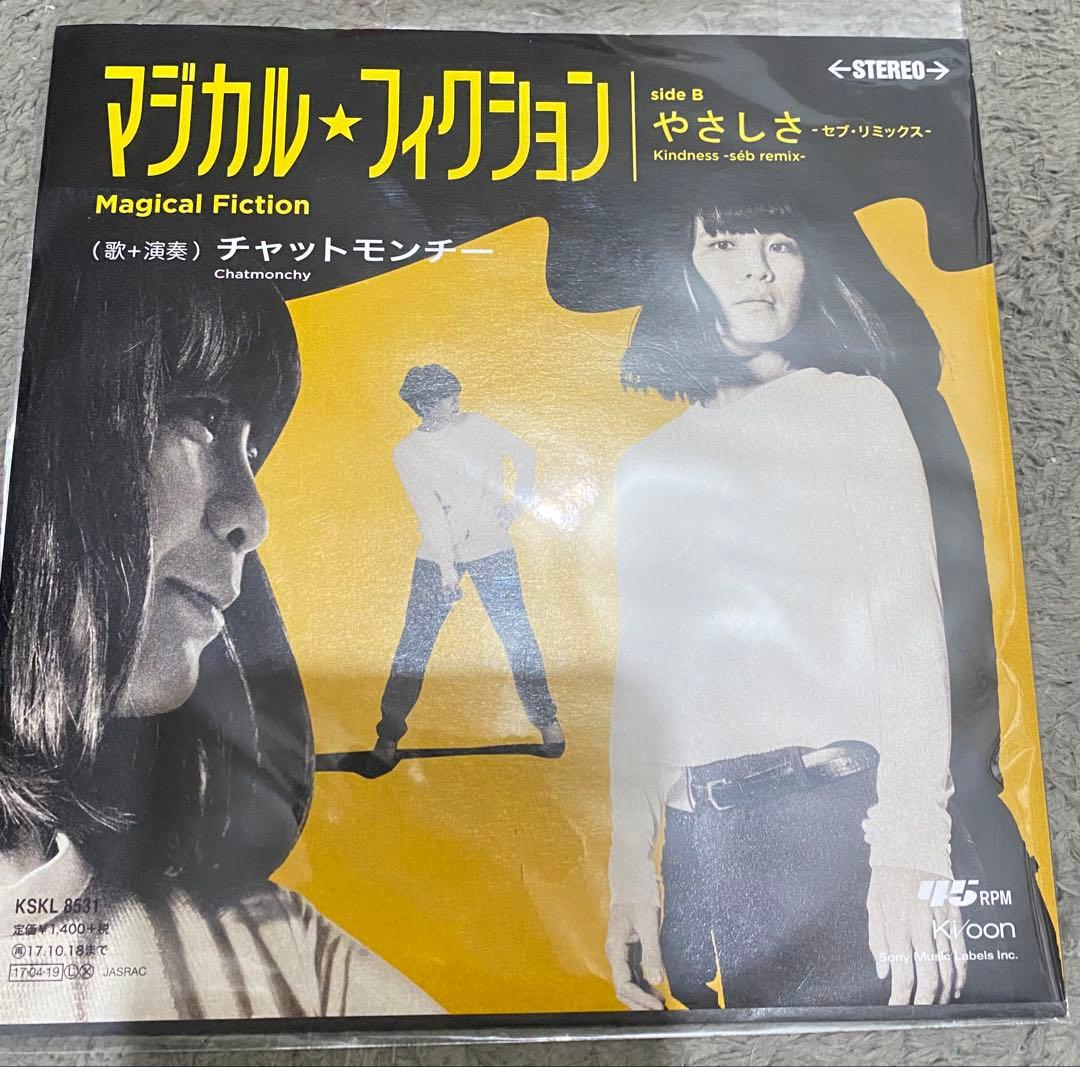 マジカル★フィクション
Magical Fiction
（歌+演奏）チャットモンチー
Chatmonchy
←STEREO→
side B
やさしさ -セブ・リミックス-
Kindness -séb remix-
KSKL 8531
定価¥1,400+税
再17.10.18まで
17・04・19 L X JASRAC
45 RPM
Ki/oon
Sony Music Labels Inc.